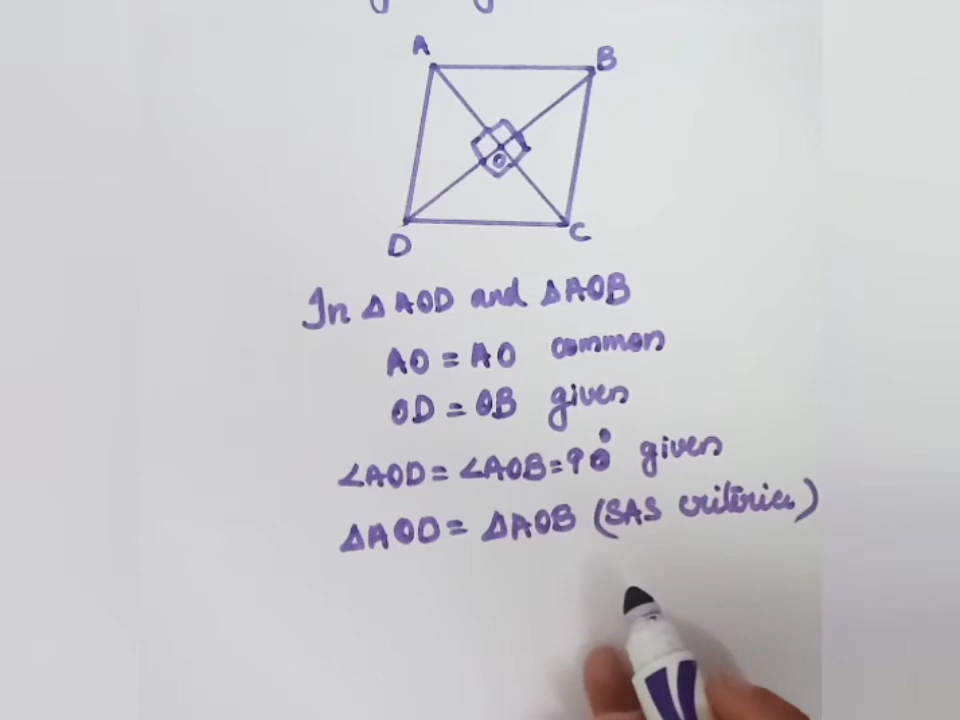 A
B
O
D
C
In △AOD and △AOB
AO = AO common
OD = OB given
∠AOD = ∠AOB = 90° given
△AOD = △AOB (SAS criteria)